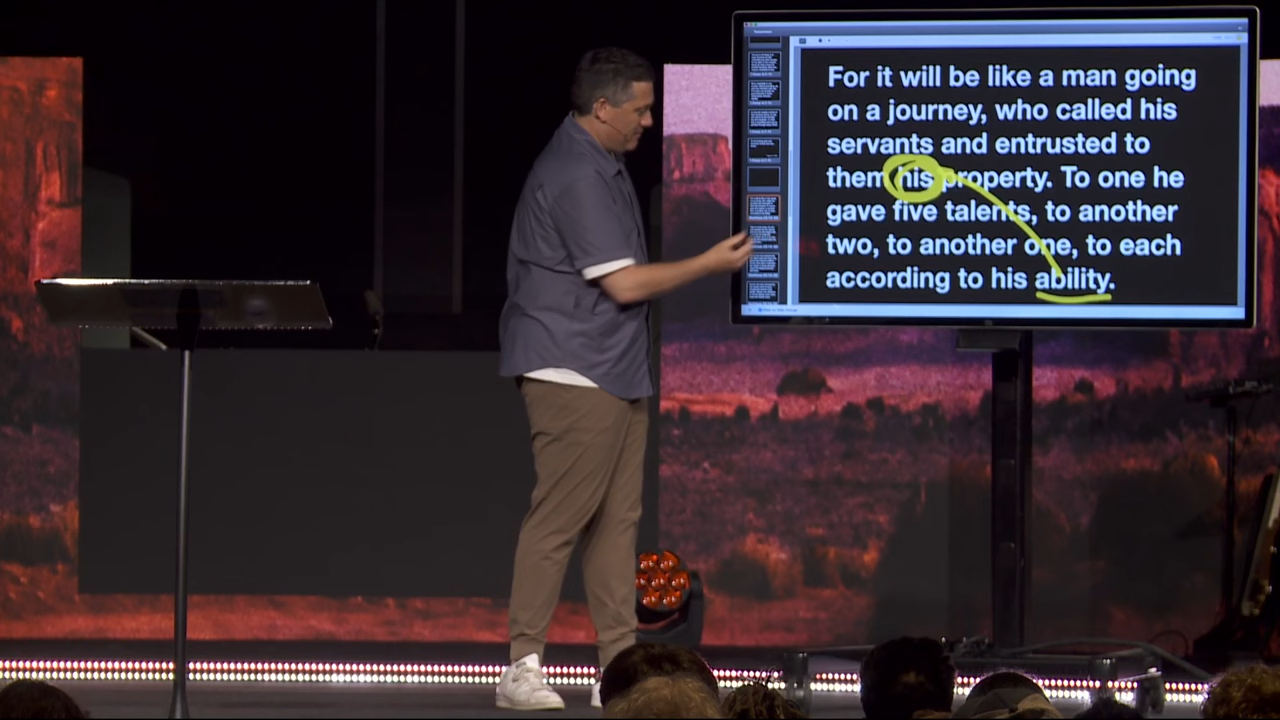 For it will be like a man going
on a journey, who called his
servants and entrusted to
them his property. To one he
gave five talents, to another
two, to another one, to each
according to his ability.